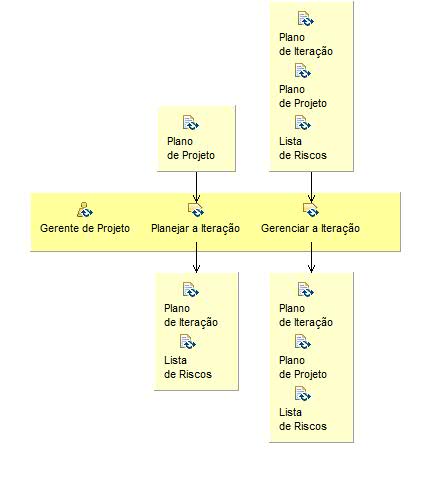 Plano
de Iteração
Plano
de Projeto
Lista
de Riscos
Plano
de Projeto
Gerente de Projeto
Planejar a Iteração
Gerenciar a Iteração
Plano
de Iteração
Lista
de Riscos
Plano
de Iteração
Plano
de Projeto
Lista
de Riscos